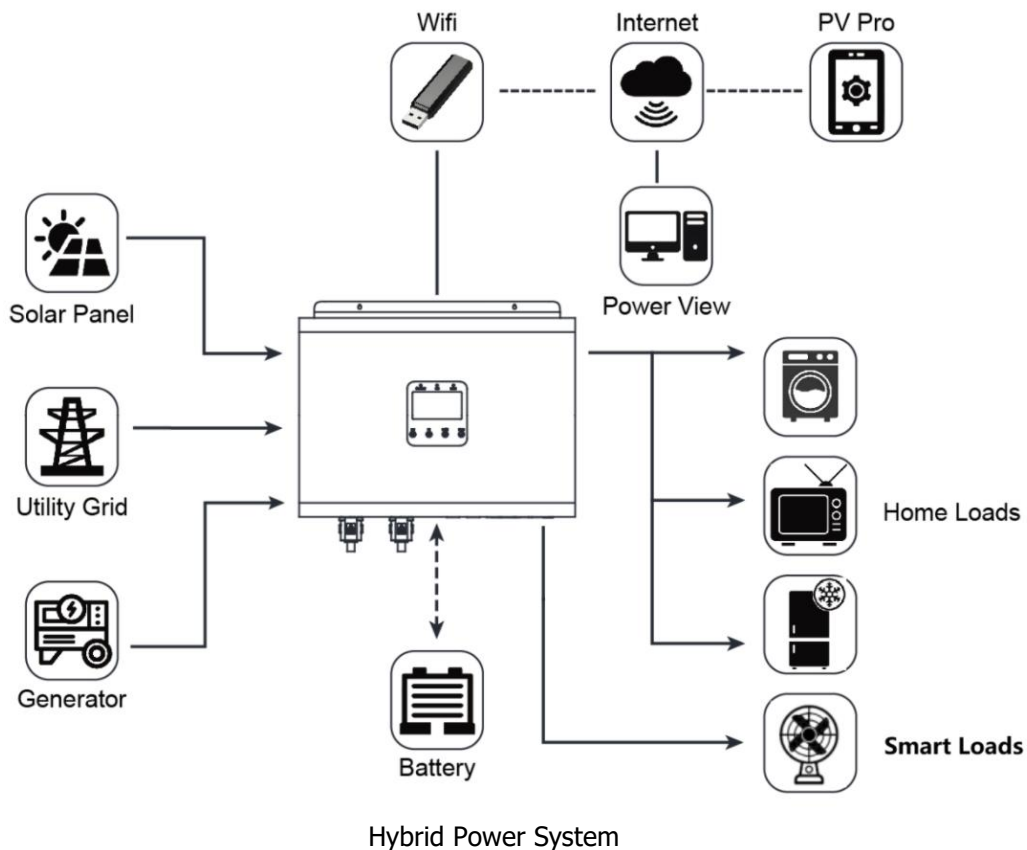 Wifi
Internet
PV Pro
Solar Panel
Power View
Utility Grid
Home Loads
Generator
Battery
Smart Loads
Hybrid Power System